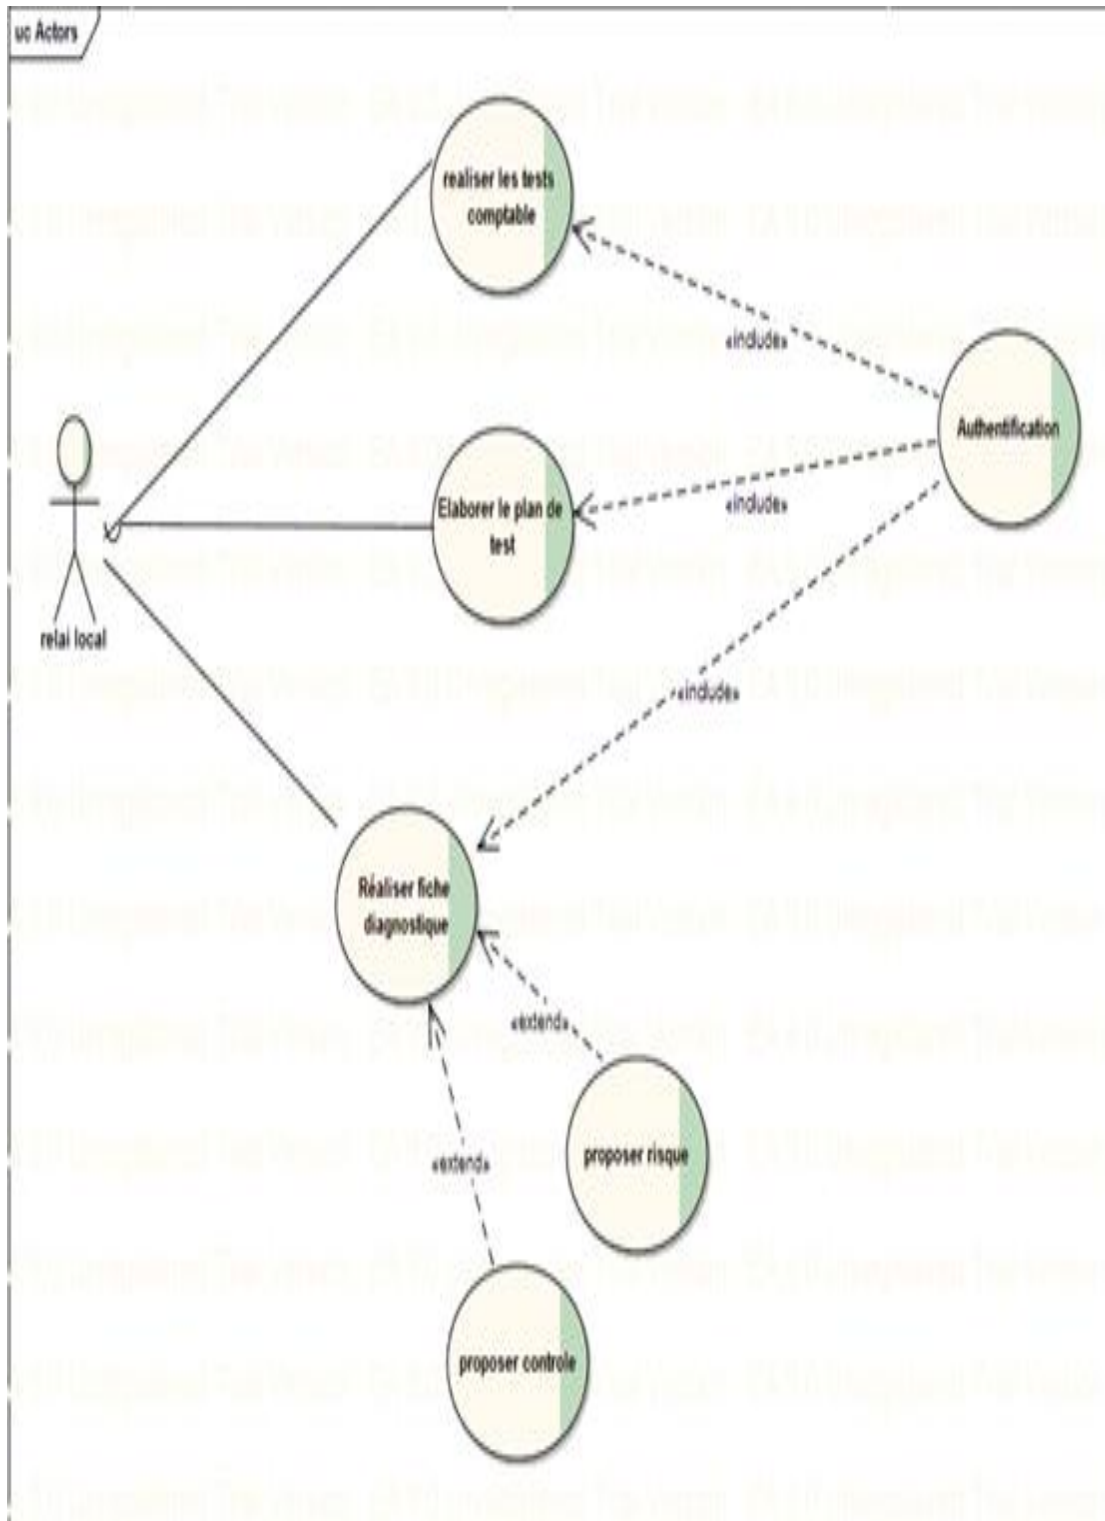 uc Actors
realiser les tests
comptable
«include»
Authentification
Elaborer le plan de
test
«include»
relai local
«include»
Réaliser fiche
diagnostique
«extend»
proposer risque
«extend»
proposer controle